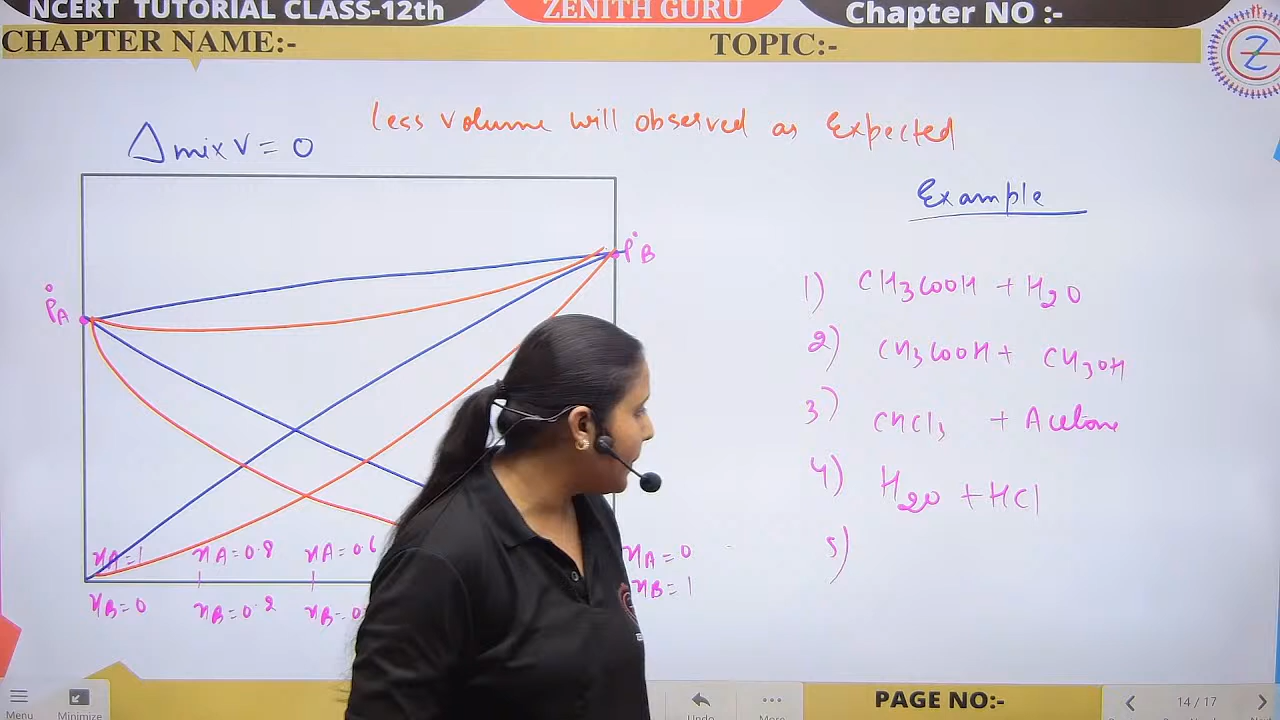 NCERT TUTORIAL CLASS-12th
ZENITH GURU
Chapter NO :-
CHAPTER NAME:-
TOPIC:-
Less volume will observed as Expected
Δmix V = 0
Example
P°A
P°B
1) CH3COOH + H2O
2) CH3COOH + CH3OH
3) CHCl3 + Acetone
4) H2O + HCl
5)
xA=1 xA=0.8 xA=0.6 xA=0
xB=0 xB=0.2 xB=0. xB=1
Menu
Minimize
Undo
More
PAGE NO:-
14 / 17